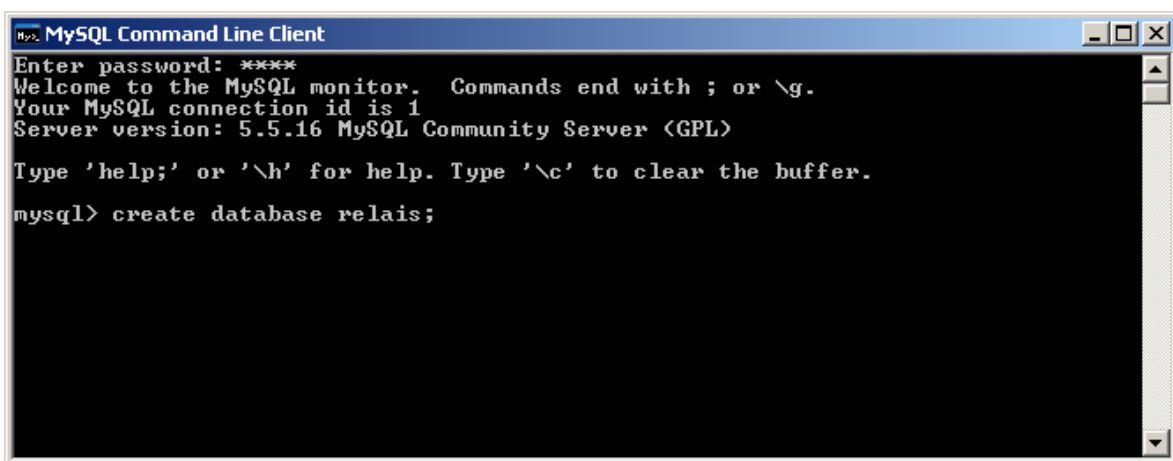 MySQL Command Line Client
Enter password: ****
Welcome to the MySQL monitor.  Commands end with ; or \g.
Your MySQL connection id is 1
Server version: 5.5.16 MySQL Community Server (GPL)
Type 'help;' or '\h' for help. Type '\c' to clear the buffer.
mysql> create database relais;